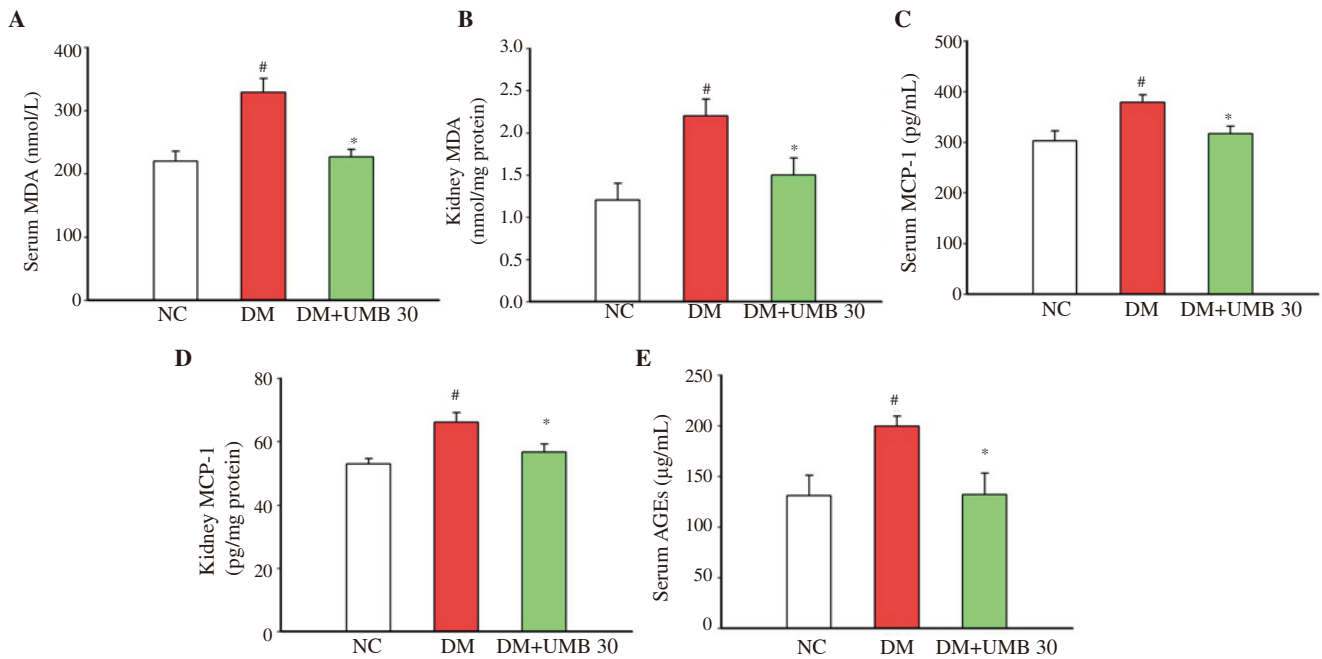 A
Serum MDA (nmol/L)
400
300
200
100
0
#
*
NC DM DM+UMB 30
B
Kidney MDA
(nmol/mg protein)
3.0
2.5
2.0
1.5
1.0
0.5
0.0
#
*
NC DM DM+UMB 30
C
Serum MCP-1 (pg/mL)
500
400
300
200
100
0
#
*
NC DM DM+UMB 30
D
Kidney MCP-1
(pg/mg protein)
80
60
40
20
0
#
*
NC DM DM+UMB 30
E
Serum AGEs (µg/mL)
250
200
150
100
50
0
#
*
NC DM DM+UMB 30